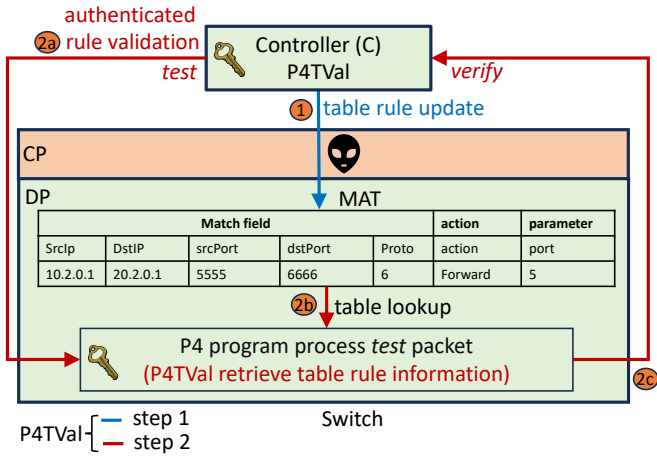 authenticated
2a rule validation
Controller (C)
P4TVal
test
verify
1 table rule update
CP
DP
MAT
Match field action parameter
SrcIp DstIP srcPort dstPort Proto action port
10.2.0.1 20.2.0.1 5555 6666 6 Forward 5
2b table lookup
P4 program process test packet
(P4TVal retrieve table rule information)
2c
Switch
P4TVal
step 1
step 2